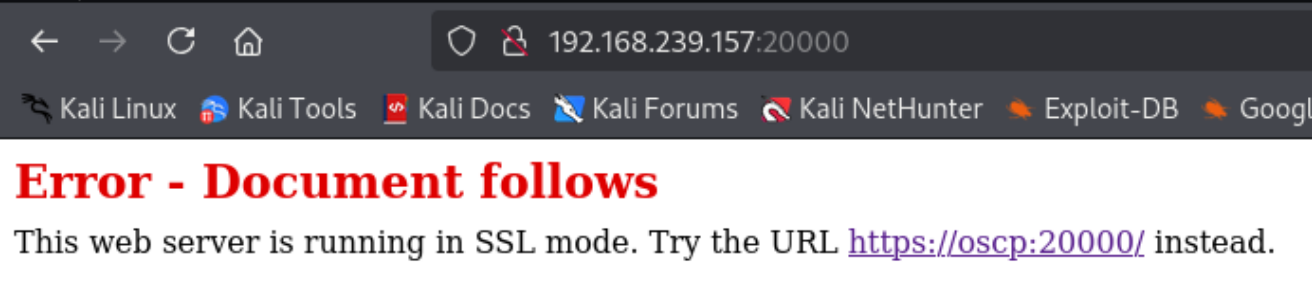 192.168.239.157:20000
Kali Linux Kali Tools Kali Docs Kali Forums Kali NetHunter Exploit-DB Googl
Error - Document follows
This web server is running in SSL mode. Try the URL https://oscp:20000/ instead.